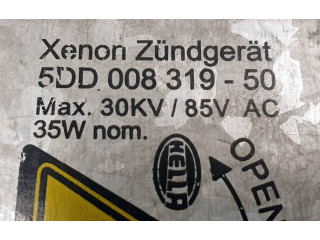 Xenon Zündgerät
5DD 008 319 - 50
Max. 30KV / 85V AC
35W nom.
HELLA
OPEN